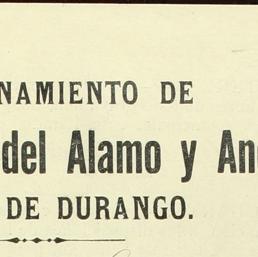 NAMIENTO DE
del Alamo y An
DE DURANGO.